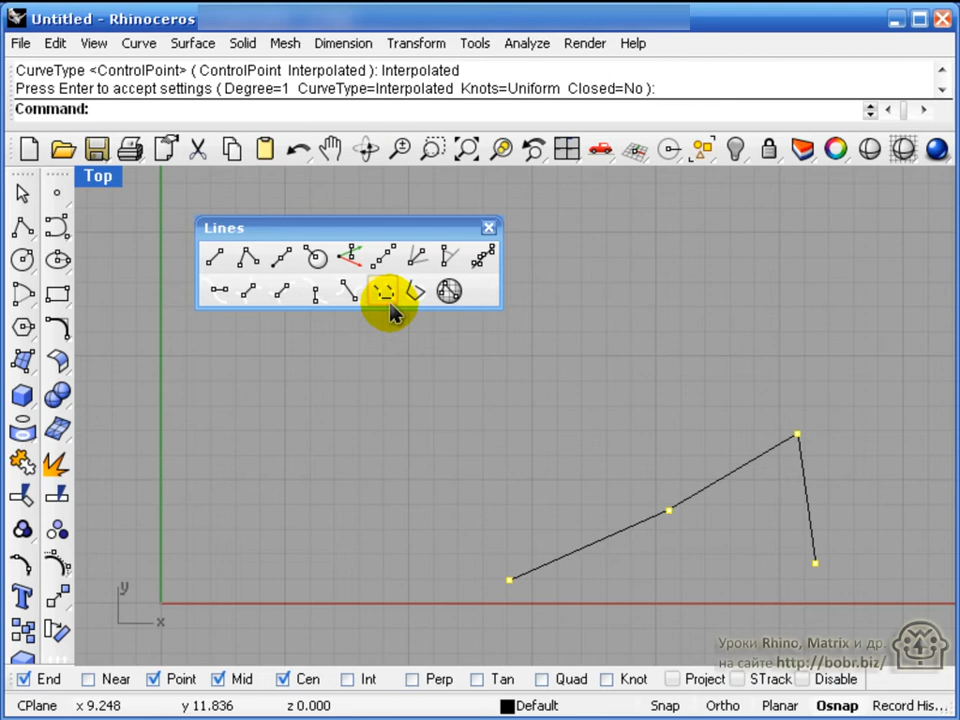 Untitled - Rhinoceros
File Edit View Curve Surface Solid Mesh Dimension Transform Tools Analyze Render Help
CurveType <ControlPoint> ( ControlPoint Interpolated ): Interpolated
Press Enter to accept settings ( Degree=1 CurveType=Interpolated Knots=Uniform Closed=No ):
Command:
Top
Lines
y
x
Уроки Rhino, Matrix и др.
на сайте http://bobr.biz/
End Near Point Mid Cen Int Perp Tan Quad Knot Project STrack Disable
CPlane x 9.248 y 11.836 z 0.000 Default Snap Ortho Planar Osnap Record His...